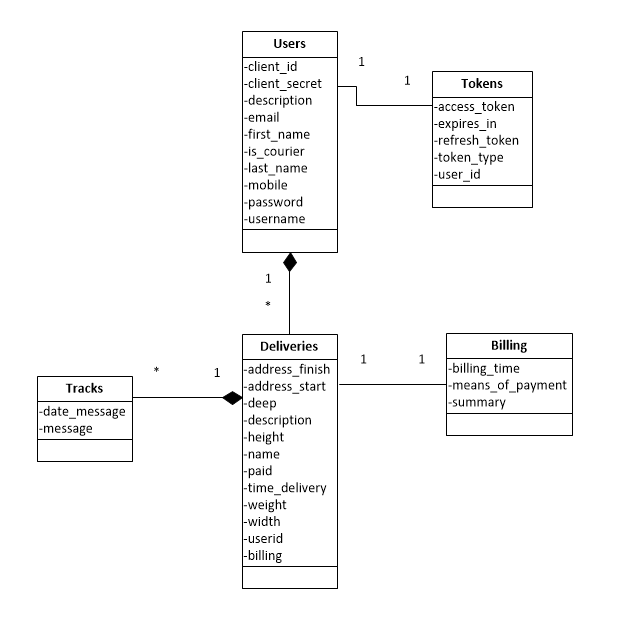 Users
-client_id
-client_secret
-description
-email
-first_name
-is_courier
-last_name
-mobile
-password
-username
1
1
Tokens
-access_token
-expires_in
-refresh_token
-token_type
-user_id
1
*
Deliveries
-address_finish
-address_start
-deep
-description
-height
-name
-paid
-time_delivery
-weight
-width
-userid
-billing
1
1
Billing
-billing_time
-means_of_payment
-summary
*
1
Tracks
-date_message
-message